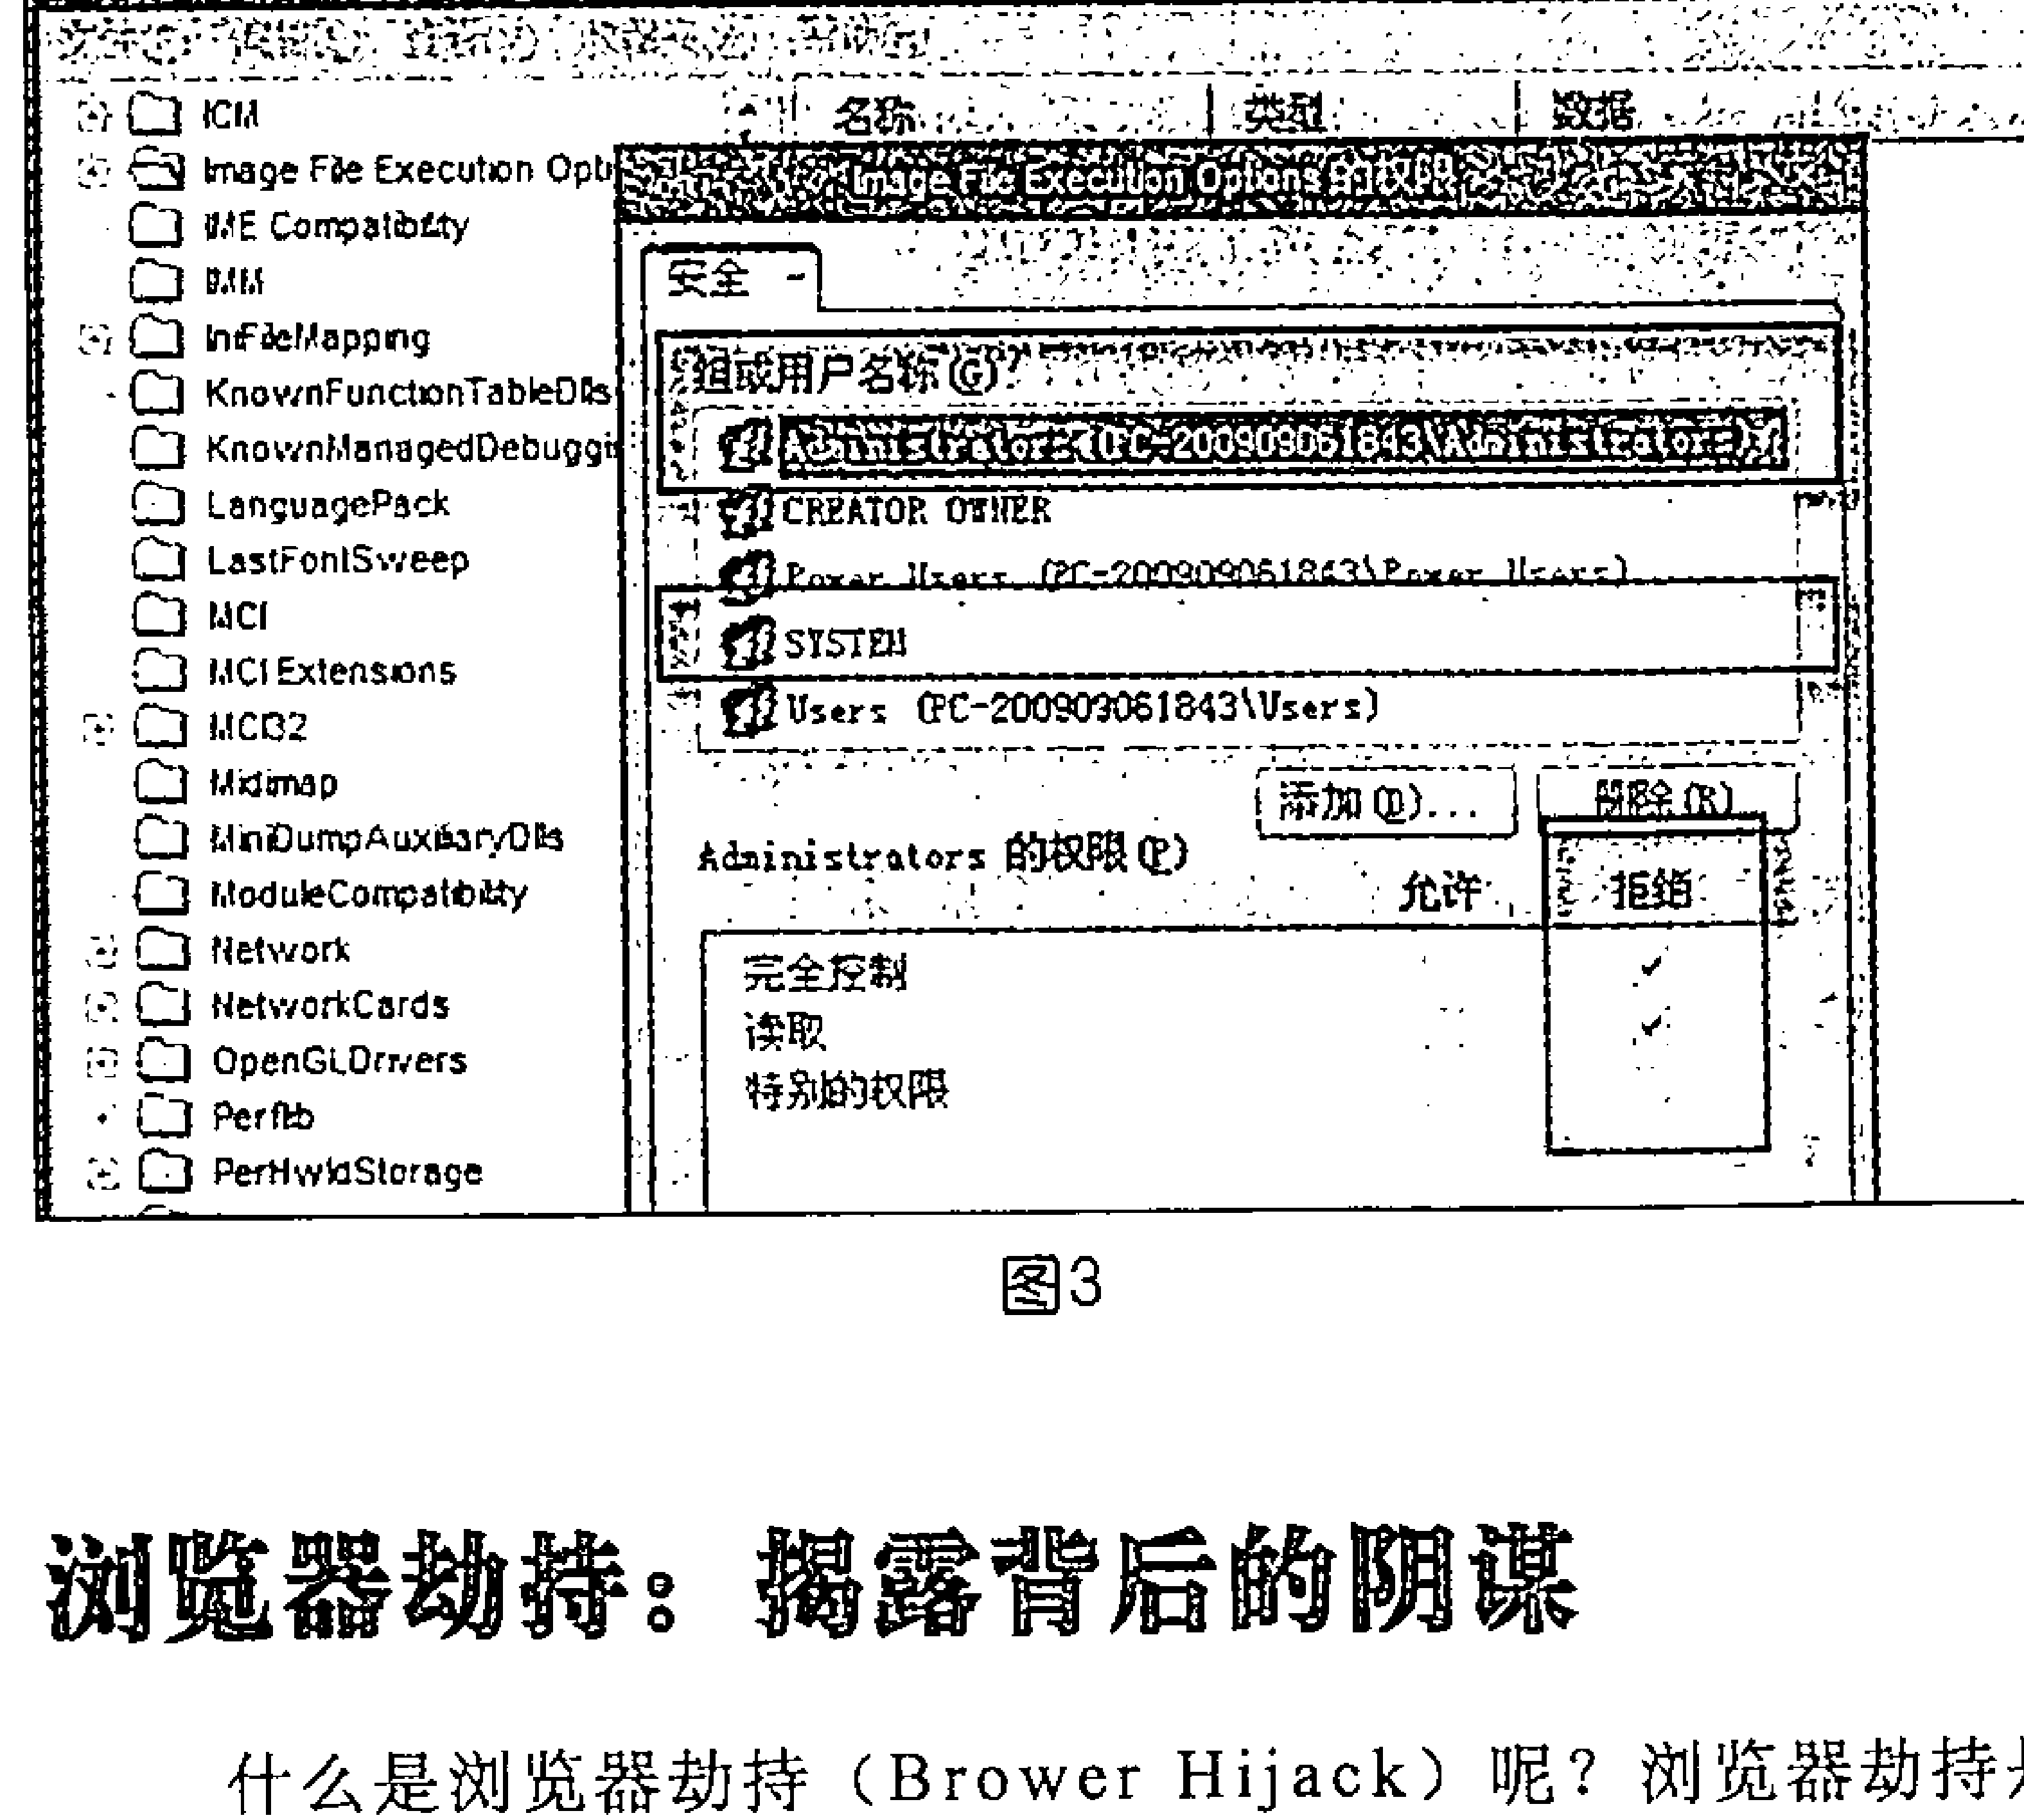 名称 类型 数据
ICM
Image File Execution Opti
IME Compatibility
IMM
IniFileMapping
KnownFunctionTableDlls
KnownManagedDebuggi
LanguagePack
LastFontSweep
MCI
MCI Extensions
MCI32
Midimap
MiniDumpAuxiliaryDlls
ModuleCompatibility
Network
NetworkCards
OpenGLDrivers
Perflib
PerHwIdStorage
Image File Execution Options 的权限
安全
组或用户名称(G)
Administrators (PC-200909061843\Administrators)
CREATOR OWNER
Power Users (PC-200909061843\Power Users)
SYSTEM
Users (PC-200909061843\Users)
添加(D)... 删除(R)
Administrators 的权限(P)
允许 拒绝
完全控制
读取
特别的权限
图3
浏览器劫持：揭露背后的阴谋
什么是浏览器劫持（Brower Hijack）呢？浏览器劫持